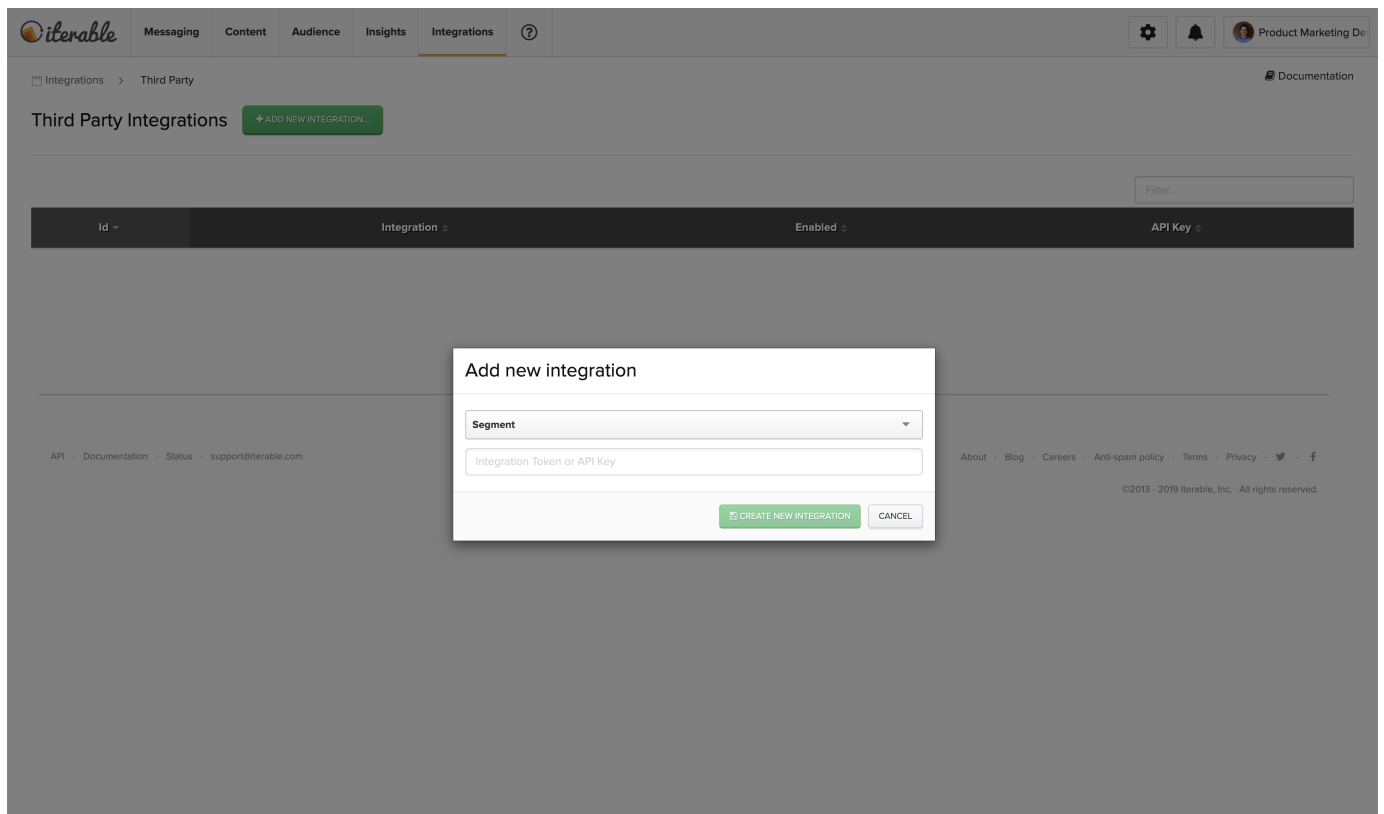 iterable Messaging Content Audience Insights Integrations ? Product Marketing De
Integrations > Third Party Documentation
Third Party Integrations + ADD NEW INTEGRATION...
Filter...
Id Integration Enabled API Key
Add new integration
Segment
Integration Token or API Key
CREATE NEW INTEGRATION CANCEL
API · Documentation · Status · support@iterable.com About · Blog · Careers · Anti-spam policy · Terms · Privacy · ·
©2013 - 2019 Iterable, Inc. · All rights reserved.